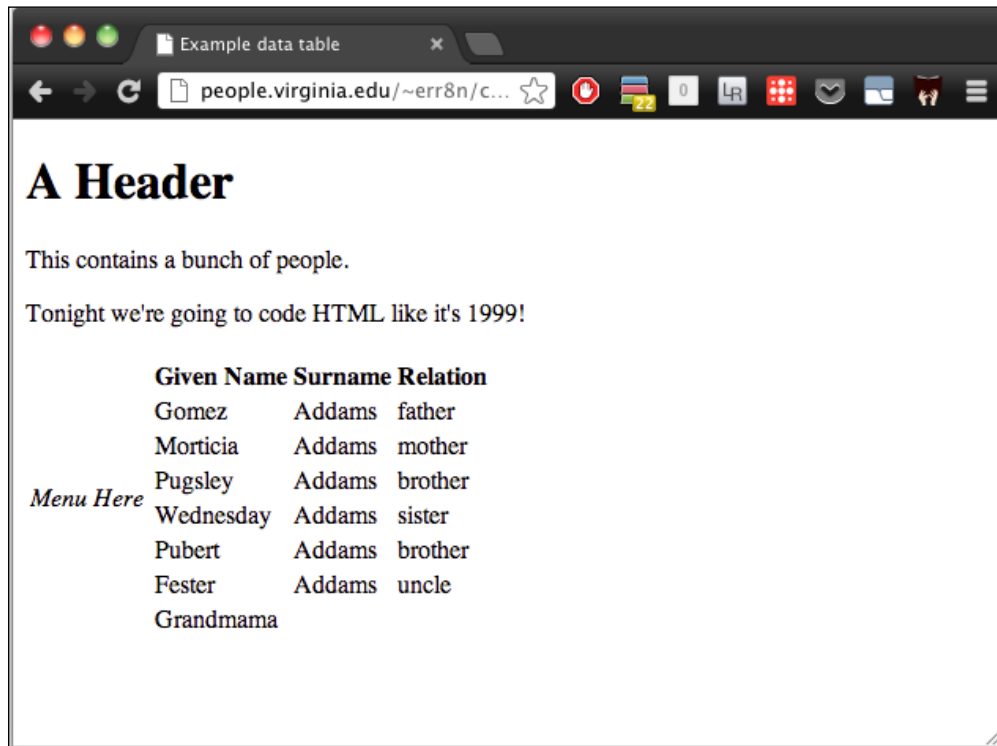 Example data table
people.virginia.edu/~err8n/c...
22
0
LR
A Header
This contains a bunch of people.
Tonight we're going to code HTML like it's 1999!
Given Name Surname Relation
Gomez Addams father
Morticia Addams mother
Pugsley Addams brother
Menu Here
Wednesday Addams sister
Pubert Addams brother
Fester Addams uncle
Grandmama